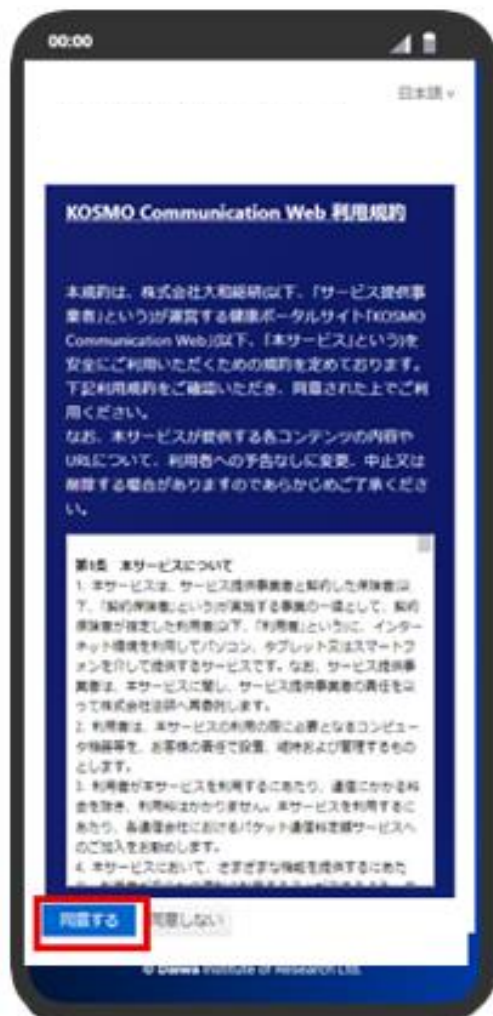 00:00
日本語
KOSMO Communication Web 利用規約
本規約は、株式会社大和総研(以下、「サービス提供事
業者」という)が運営する健康ポータルサイト「KOSMO
Communication Web」(以下、「本サービス」という)を
安全にご利用いただくための規約を定めております。
下記利用規約をご確認いただき、同意された上でご利
用ください。
なお、本サービスが提供する各コンテンツの内容や
URLについて、利用者への予告なしに変更、中止又は
削除する場合がありますのであらかじめご了承くださ
い。
第1条 本サービスについて
1. 本サービスは、サービス提供事業者と契約した保険者(以
下、「契約保険者」という)が実施する事業の一環として、契約
保険者が指定した利用者(以下、「利用者」という)に、インター
ネット環境を利用してパソコン、タブレット又はスマートフ
ォンを介して提供するサービスです。なお、サービス提供事
業者は、本サービスに関し、サービス提供事業者の責任をも
って株式会社法研へ再委託します。
2. 利用者は、本サービスの利用の際に必要となるコンピュー
タ機器等を、お客様の責任で設置、維持および管理するもの
とします。
3. 利用者が本サービスを利用するにあたり、通信にかかる料
金を除き、利用料はかかりません。本サービスを利用するに
あたり、各通信会社におけるパケット通信料定額サービスへ
のご加入をお勧めします。
4. 本サービスにおいて、さまざまな機能を提供するにあた
同意する 同意しない
© Daiwa Institute of Research Ltd.